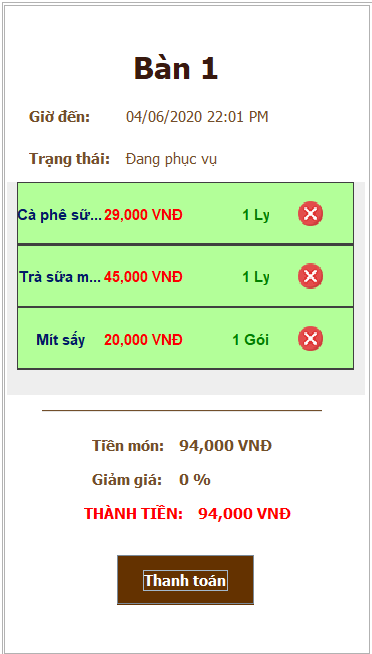 Bàn 1
Giờ đến: 04/06/2020 22:01 PM
Trạng thái: Đang phục vụ
Cà phê sữ... 29,000 VNĐ 1 Ly
Trà sữa m... 45,000 VNĐ 1 Ly
Mít sấy 20,000 VNĐ 1 Gói
Tiền món: 94,000 VNĐ
Giảm giá: 0 %
THÀNH TIỀN: 94,000 VNĐ
Thanh toán